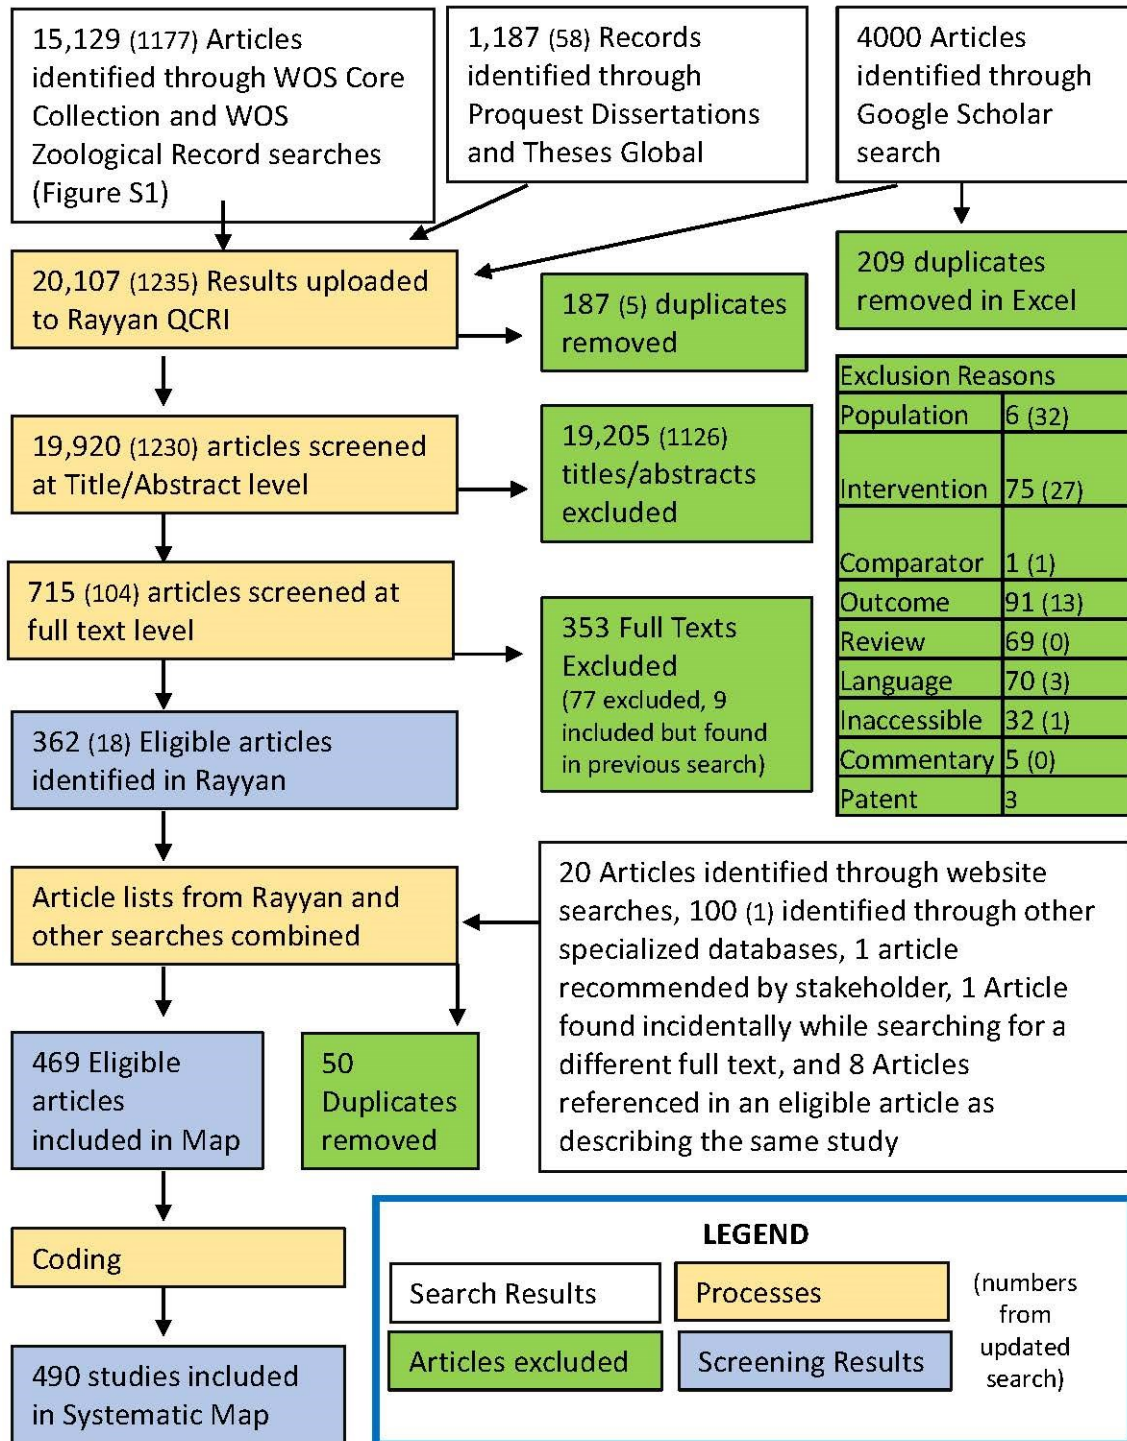 15,129 (1177) Articles
identified through WOS Core
Collection and WOS
Zoological Record searches
(Figure S1)
1,187 (58) Records
identified through
Proquest Dissertations
and Theses Global
4000 Articles
identified through
Google Scholar
search
20,107 (1235) Results uploaded
to Rayyan QCRI
187 (5) duplicates
removed
209 duplicates
removed in Excel
19,920 (1230) articles screened
at Title/Abstract level
19,205 (1126)
titles/abstracts
excluded
Exclusion Reasons
Population 6 (32)
Intervention 75 (27)
Comparator 1 (1)
Outcome 91 (13)
Review 69 (0)
Language 70 (3)
Inaccessible 32 (1)
Commentary 5 (0)
Patent 3
715 (104) articles screened at
full text level
353 Full Texts
Excluded
(77 excluded, 9
included but found
in previous search)
362 (18) Eligible articles
identified in Rayyan
Article lists from Rayyan and
other searches combined
20 Articles identified through website
searches, 100 (1) identified through other
specialized databases, 1 article
recommended by stakeholder, 1 Article
found incidentally while searching for a
different full text, and 8 Articles
referenced in an eligible article as
describing the same study
469 Eligible
articles
included in Map
50
Duplicates
removed
Coding
490 studies included
in Systematic Map
LEGEND
Search Results
Processes
Articles excluded
Screening Results
(numbers
from
updated
search)